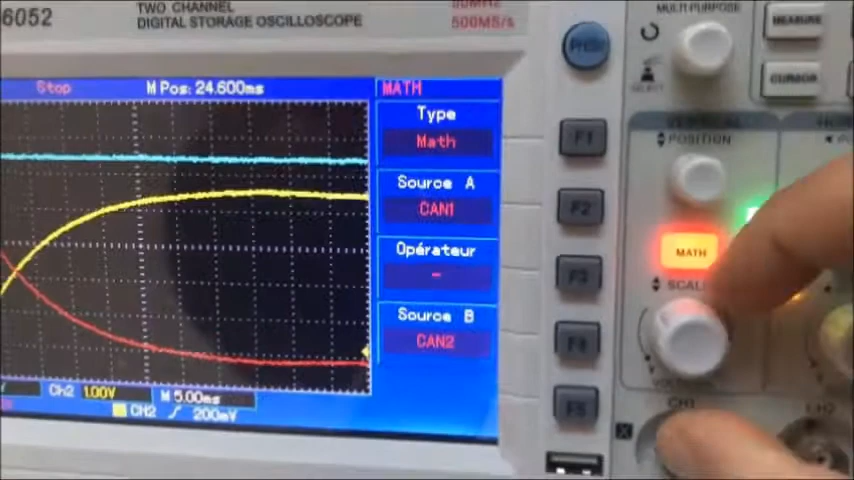 6052
TWO CHANNEL
DIGITAL STORAGE OSCILLOSCOPE
500MS/s
MULTI PURPOSE
MEASURE
SELECT
CURSOR
Stop
M Pos: 24.600ms
MATH
Type
Math
Source A
CAN1
Opérateur
-
Source B
CAN2
Ch2 1.00V
M 5.00ms
CH2
200mV
F1
F2
F3
F4
F5
VERTICAL
POSITION
MATH
SCALE
CH1